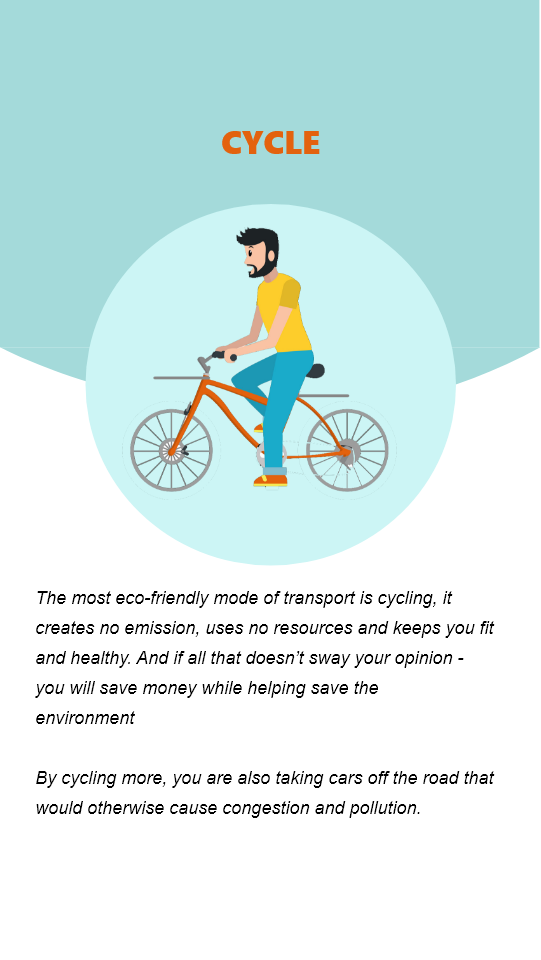 CYCLE
The most eco-friendly mode of transport is cycling, it
creates no emission, uses no resources and keeps you fit
and healthy. And if all that doesn’t sway your opinion -
you will save money while helping save the
environment
By cycling more, you are also taking cars off the road that
would otherwise cause congestion and pollution.